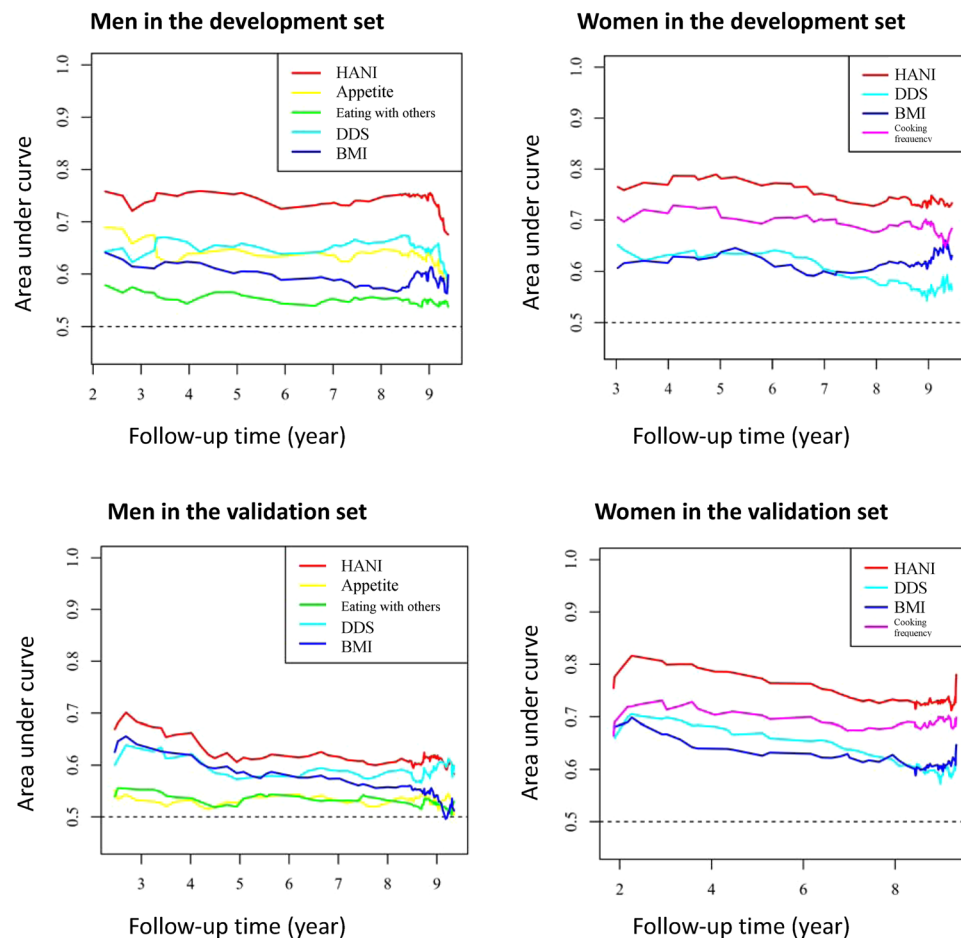 Men in the development set
Women in the development set
Area under curve
1.0
0.9
0.8
0.7
0.6
0.5
HANI
Appetite
Eating with others
DDS
BMI
2 3 4 5 6 7 8 9
Follow-up time (year)
Area under curve
1.0
0.9
0.8
0.7
0.6
0.5
HANI
DDS
BMI
Cooking
frequency
3 4 5 6 7 8 9
Follow-up time (year)
Men in the validation set
Women in the validation set
Area under curve
1.0
0.9
0.8
0.7
0.6
0.5
HANI
Appetite
Eating with others
DDS
BMI
3 4 5 6 7 8 9
Follow-up time (year)
Area under curve
1.0
0.9
0.8
0.7
0.6
0.5
HANI
DDS
BMI
Cooking
frequency
2 4 6 8
Follow-up time (year)